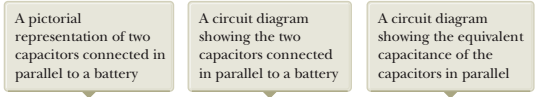 A pictorial
representation of two
capacitors connected in
parallel to a battery
A circuit diagram
showing the two
capacitors connected
in parallel to a battery
A circuit diagram
showing the equivalent
capacitance of the
capacitors in parallel